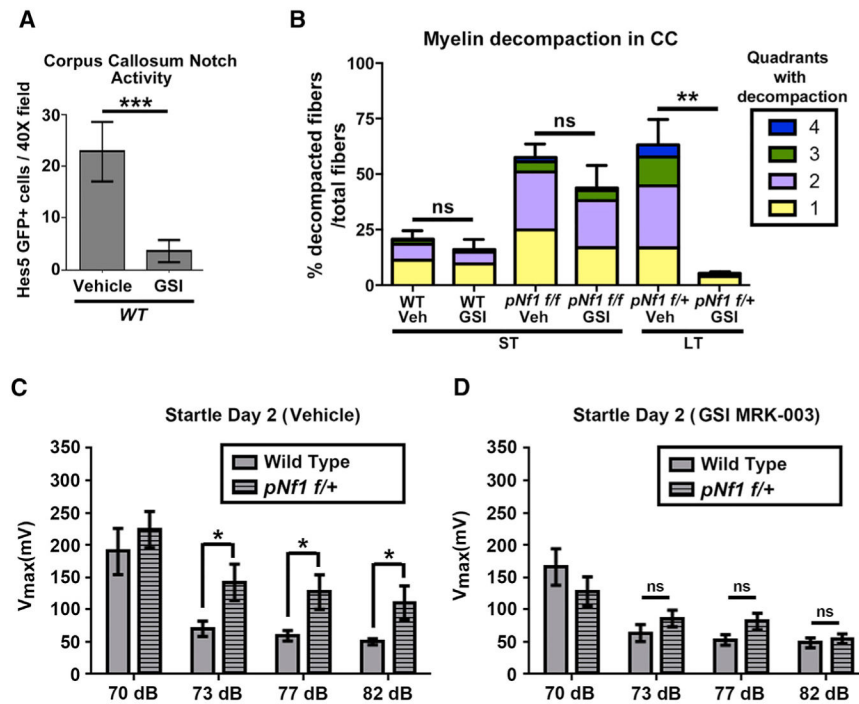 A
Corpus Callosum Notch
Activity
***
Hes5 GFP+ cells / 40X field
30
20
10
0
Vehicle GSI
WT
B
Myelin decompaction in CC
% decompacted fibers
/total fibers
100
75
50
25
0
ns
ns
**
WT
Veh
WT
GSI
pNf1 f/f
Veh
pNf1 f/f
GSI
pNf1 f/+
Veh
pNf1 f/+
GSI
ST
LT
Quadrants
with
decompaction
4
3
2
1
C
Startle Day 2 (Vehicle)
Wild Type
pNf1 f/+
Vmax(mV)
350
300
250
200
150
100
50
0
*
*
*
70 dB 73 dB 77 dB 82 dB
D
Startle Day 2 (GSI MRK-003)
Wild Type
pNf1 f/+
Vmax(mV)
350
300
250
200
150
100
50
0
ns
ns
ns
70 dB 73 dB 77 dB 82 dB